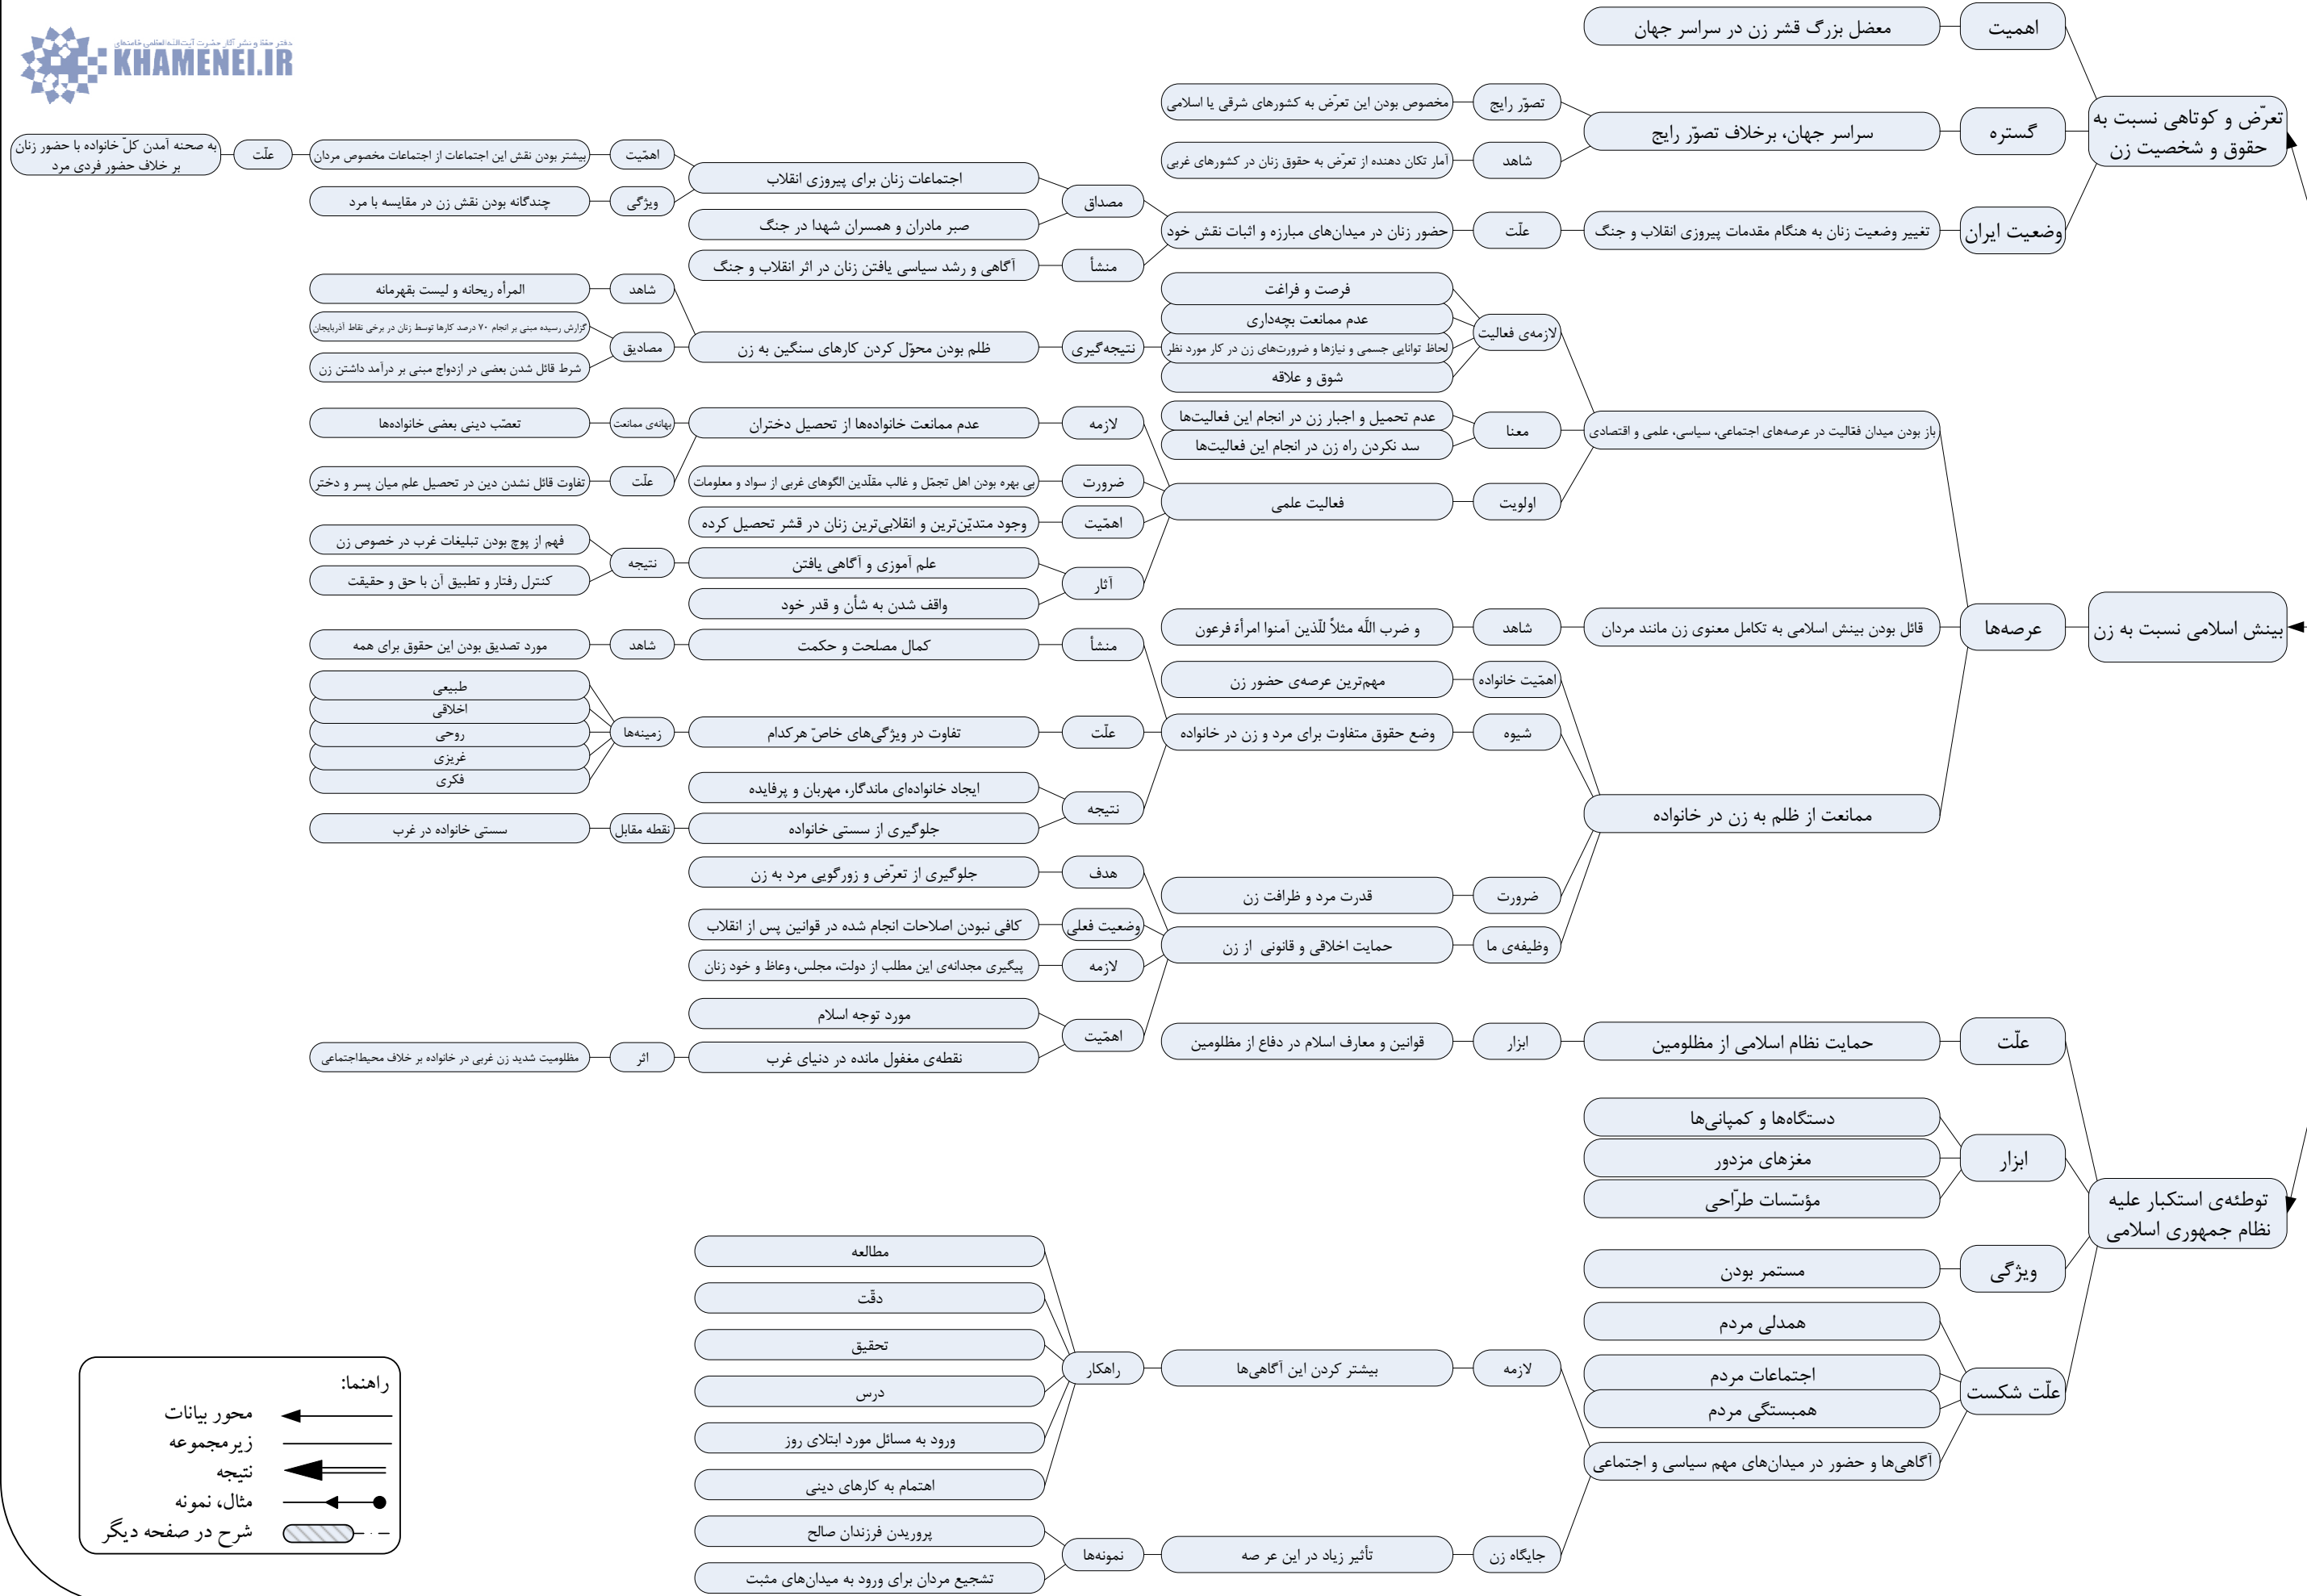 دفتر حفظ و نشر آثار حضرت آیت‌الله‌العظمی خامنه‌ای
KHAMENEI.IR
تعرّض و کوتاهی نسبت به
حقوق و شخصیت زن
اهمیت
معضل بزرگ قشر زن در سراسر جهان
گستره
سراسر جهان، برخلاف تصوّر رایج
تصوّر رایج
مخصوص بودن این تعرّض به کشورهای شرقی یا اسلامی
شاهد
آمار تکان دهنده از تعرّض به حقوق زنان در کشورهای غربی
وضعیت ایران
تغییر وضعیت زنان به هنگام مقدمات پیروزی انقلاب و جنگ
علّت
حضور زنان در میدان‌های مبارزه و اثبات نقش خود
مصداق
اجتماعات زنان برای پیروزی انقلاب
اهمّیت
بیشتر بودن نقش این اجتماعات از اجتماعات مخصوص مردان
علّت
به صحنه آمدن کلّ خانواده با حضور زنان
بر خلاف حضور فردی مرد
ویژگی
چندگانه بودن نقش زن در مقایسه با مرد
صبر مادران و همسران شهدا در جنگ
منشأ
آگاهی و رشد سیاسی یافتن زنان در اثر انقلاب و جنگ
بینش اسلامی نسبت به زن
عرصه‌ها
باز بودن میدان فعّالیت در عرصه‌های اجتماعی، سیاسی، علمی و اقتصادی
لازمه‌ی فعالیت
فرصت و فراغت
عدم ممانعت بچه‌داری
لحاظ توانایی جسمی و نیازها و ضرورت‌های زن در کار مورد نظر
نتیجه‌گیری
ظلم بودن محوّل کردن کارهای سنگین به زن
شاهد
المرأه ریحانه و لیست بقهرمانه
مصادیق
گزارش رسیده مبنی بر انجام ۷۰ درصد کارها توسط زنان در برخی نقاط آذربایجان
شرط قائل شدن بعضی در ازدواج مبنی بر درآمد داشتن زن
شوق و علاقه
معنا
عدم تحمیل و اجبار زن در انجام این فعالیت‌ها
سد نکردن راه زن در انجام این فعالیت‌ها
اولویت
فعالیت علمی
لازمه
عدم ممانعت خانواده‌ها از تحصیل دختران
بهانه‌ی ممانعت
تعصّب دینی بعضی خانواده‌ها
علّت
تفاوت قائل نشدن دین در تحصیل علم میان پسر و دختر
ضرورت
بی بهره بودن اهل تجمّل و غالب مقلّدین الگوهای غربی از سواد و معلومات
اهمّیت
وجود متدیّن‌ترین و انقلابی‌ترین زنان در قشر تحصیل کرده
آثار
علم آموزی و آگاهی یافتن
نتیجه
فهم از پوچ بودن تبلیغات غرب در خصوص زن
کنترل رفتار و تطبیق آن با حق و حقیقت
واقف شدن به شأن و قدر خود
قائل بودن بینش اسلامی به تکامل معنوی زن مانند مردان
شاهد
و ضرب اللَّه مثلاً للّذین آمنوا امرأة فرعون
ممانعت از ظلم به زن در خانواده
اهمّیت خانواده
مهم‌ترین عرصه‌ی حضور زن
شیوه
وضع حقوق متفاوت برای مرد و زن در خانواده
منشأ
کمال مصلحت و حکمت
شاهد
مورد تصدیق بودن این حقوق برای همه
علّت
تفاوت در ویژگی‌های خاصّ هرکدام
زمینه‌ها
طبیعی
اخلاقی
روحی
غریزی
فکری
نتیجه
ایجاد خانواده‌ای ماندگار، مهربان و پرفایده
جلوگیری از سستی خانواده
نقطه مقابل
سستی خانواده در غرب
ضرورت
قدرت مرد و ظرافت زن
وظیفه‌ی ما
حمایت اخلاقی و قانونی از زن
هدف
جلوگیری از تعرّض و زورگویی مرد به زن
وضعیت فعلی
کافی نبودن اصلاحات انجام شده در قوانین پس از انقلاب
لازمه
پیگیری مجدانه‌ی این مطلب از دولت، مجلس، وعاظ و خود زنان
اهمّیت
مورد توجه اسلام
نقطه‌ی مغفول مانده در دنیای غرب
اثر
مظلومیت شدید زن غربی در خانواده بر خلاف محیط‌اجتماعی
توطئه‌ی استکبار علیه
نظام جمهوری اسلامی
علّت
حمایت نظام اسلامی از مظلومین
ابزار
قوانین و معارف اسلام در دفاع از مظلومین
ابزار
دستگاه‌ها و کمپانی‌ها
مغزهای مزدور
مؤسّسات طرّاحی
ویژگی
مستمر بودن
علّت شکست
همدلی مردم
اجتماعات مردم
همبستگی مردم
آگاهی‌ها و حضور در میدان‌های مهم سیاسی و اجتماعی
لازمه
بیشتر کردن این آگاهی‌ها
راهکار
مطالعه
دقّت
تحقیق
درس
ورود به مسائل مورد ابتلای روز
اهتمام به کارهای دینی
جایگاه زن
تأثیر زیاد در این عر صه
نمونه‌ها
پروریدن فرزندان صالح
تشجیع مردان برای ورود به میدان‌های مثبت
راهنما:
محور بیانات
زیرمجموعه
نتیجه
مثال، نمونه
شرح در صفحه دیگر